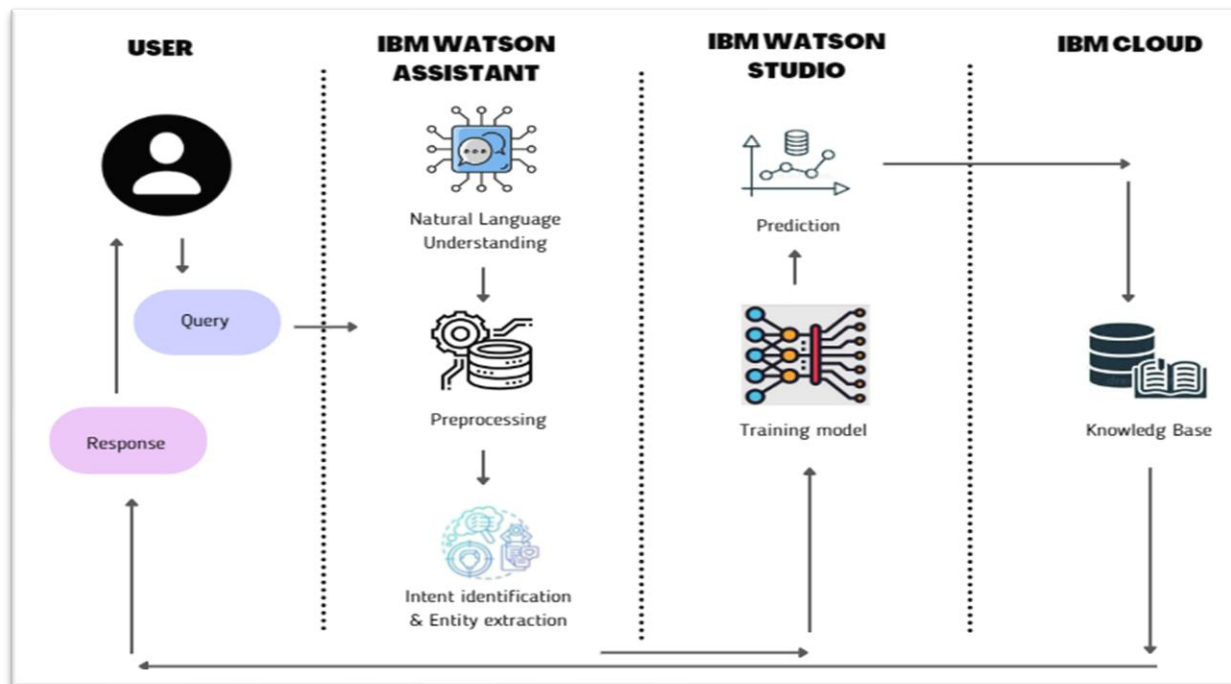 USER
IBM WATSON
ASSISTANT
Natural Language
Understanding
Preprocessing
Intent identification
& Entity extraction
IBM WATSON
STUDIO
Prediction
Training model
IBM CLOUD
Knowledg Base
Query
Response